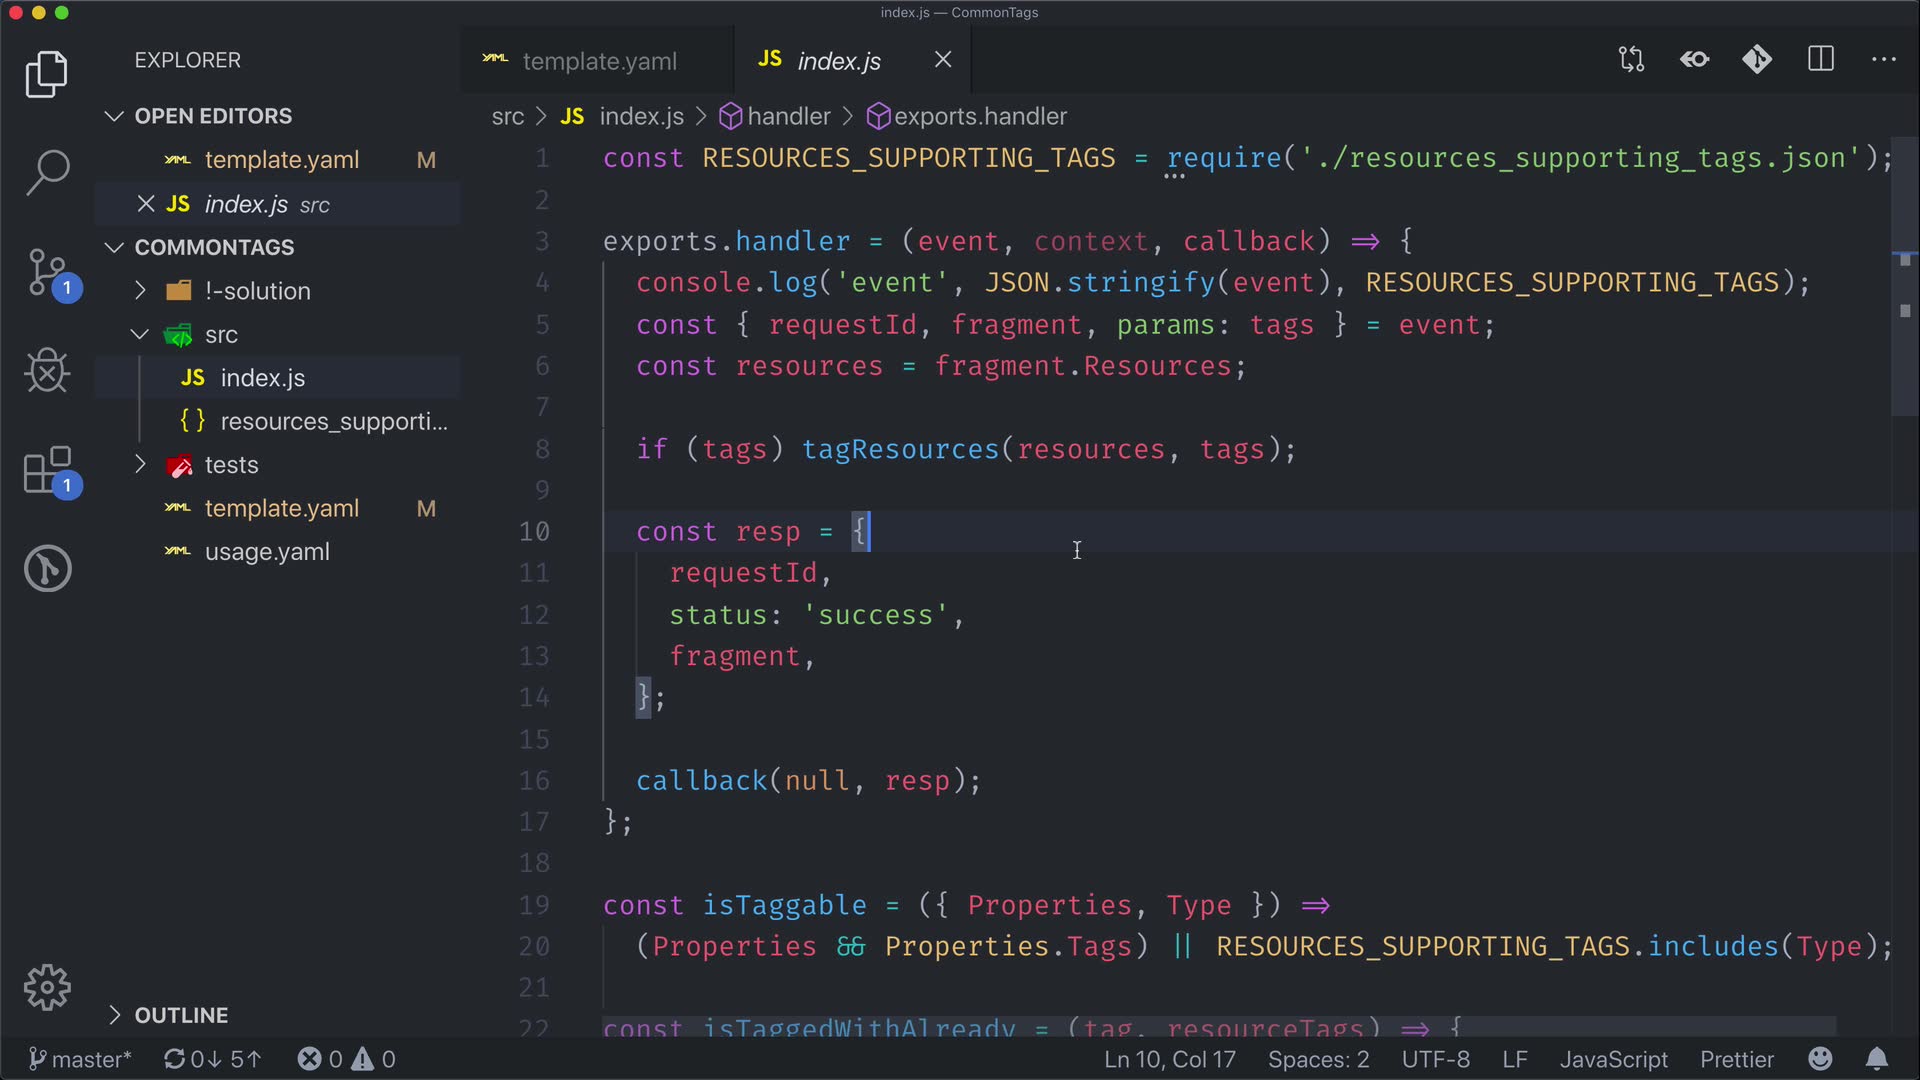 index.js — CommonTags
EXPLORER
OPEN EDITORS
YAML template.yaml M
JS index.js src
COMMONTAGS
!-solution
src
JS index.js
{ } resources_supporti...
tests
YAML template.yaml M
YAML usage.yaml
OUTLINE
1
1
YAML template.yaml
JS index.js
src > JS index.js > handler > exports.handler
1 const RESOURCES_SUPPORTING_TAGS = require('./resources_supporting_tags.json');
2
3 exports.handler = (event, context, callback) => {
4 console.log('event', JSON.stringify(event), RESOURCES_SUPPORTING_TAGS);
5 const { requestId, fragment, params: tags } = event;
6 const resources = fragment.Resources;
7
8 if (tags) tagResources(resources, tags);
9
10 const resp = {
11 requestId,
12 status: 'success',
13 fragment,
14 };
15
16 callback(null, resp);
17 };
18
19 const isTaggable = ({ Properties, Type }) =>
20 (Properties && Properties.Tags) || RESOURCES_SUPPORTING_TAGS.includes(Type);
21
22 const isTaggedWithAlready = (tag, resourceTags) => {
master* 0↓ 5↑ 0 0 Ln 10, Col 17 Spaces: 2 UTF-8 LF JavaScript Prettier